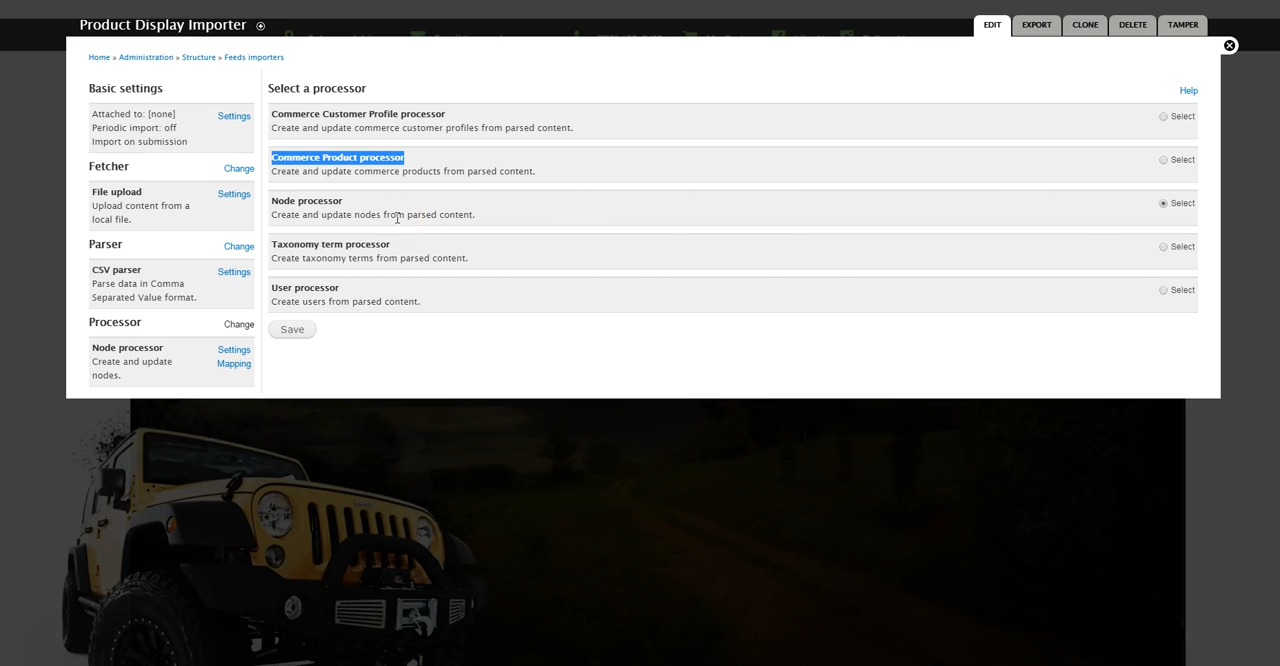 Product Display Importer
EDIT
EXPORT
CLONE
DELETE
TAMPER
Home » Administration » Structure » Feeds importers
Basic settings
Attached to: [none]
Periodic import: off
Import on submission
Settings
Fetcher
Change
File upload
Upload content from a
local file.
Settings
Parser
Change
CSV parser
Parse data in Comma
Separated Value format.
Settings
Processor
Change
Node processor
Create and update
nodes.
Settings
Mapping
Select a processor
Help
Commerce Customer Profile processor
Create and update commerce customer profiles from parsed content.
Select
Commerce Product processor
Create and update commerce products from parsed content.
Select
Node processor
Create and update nodes from parsed content.
Select
Taxonomy term processor
Create taxonomy terms from parsed content.
Select
User processor
Create users from parsed content.
Select
Save